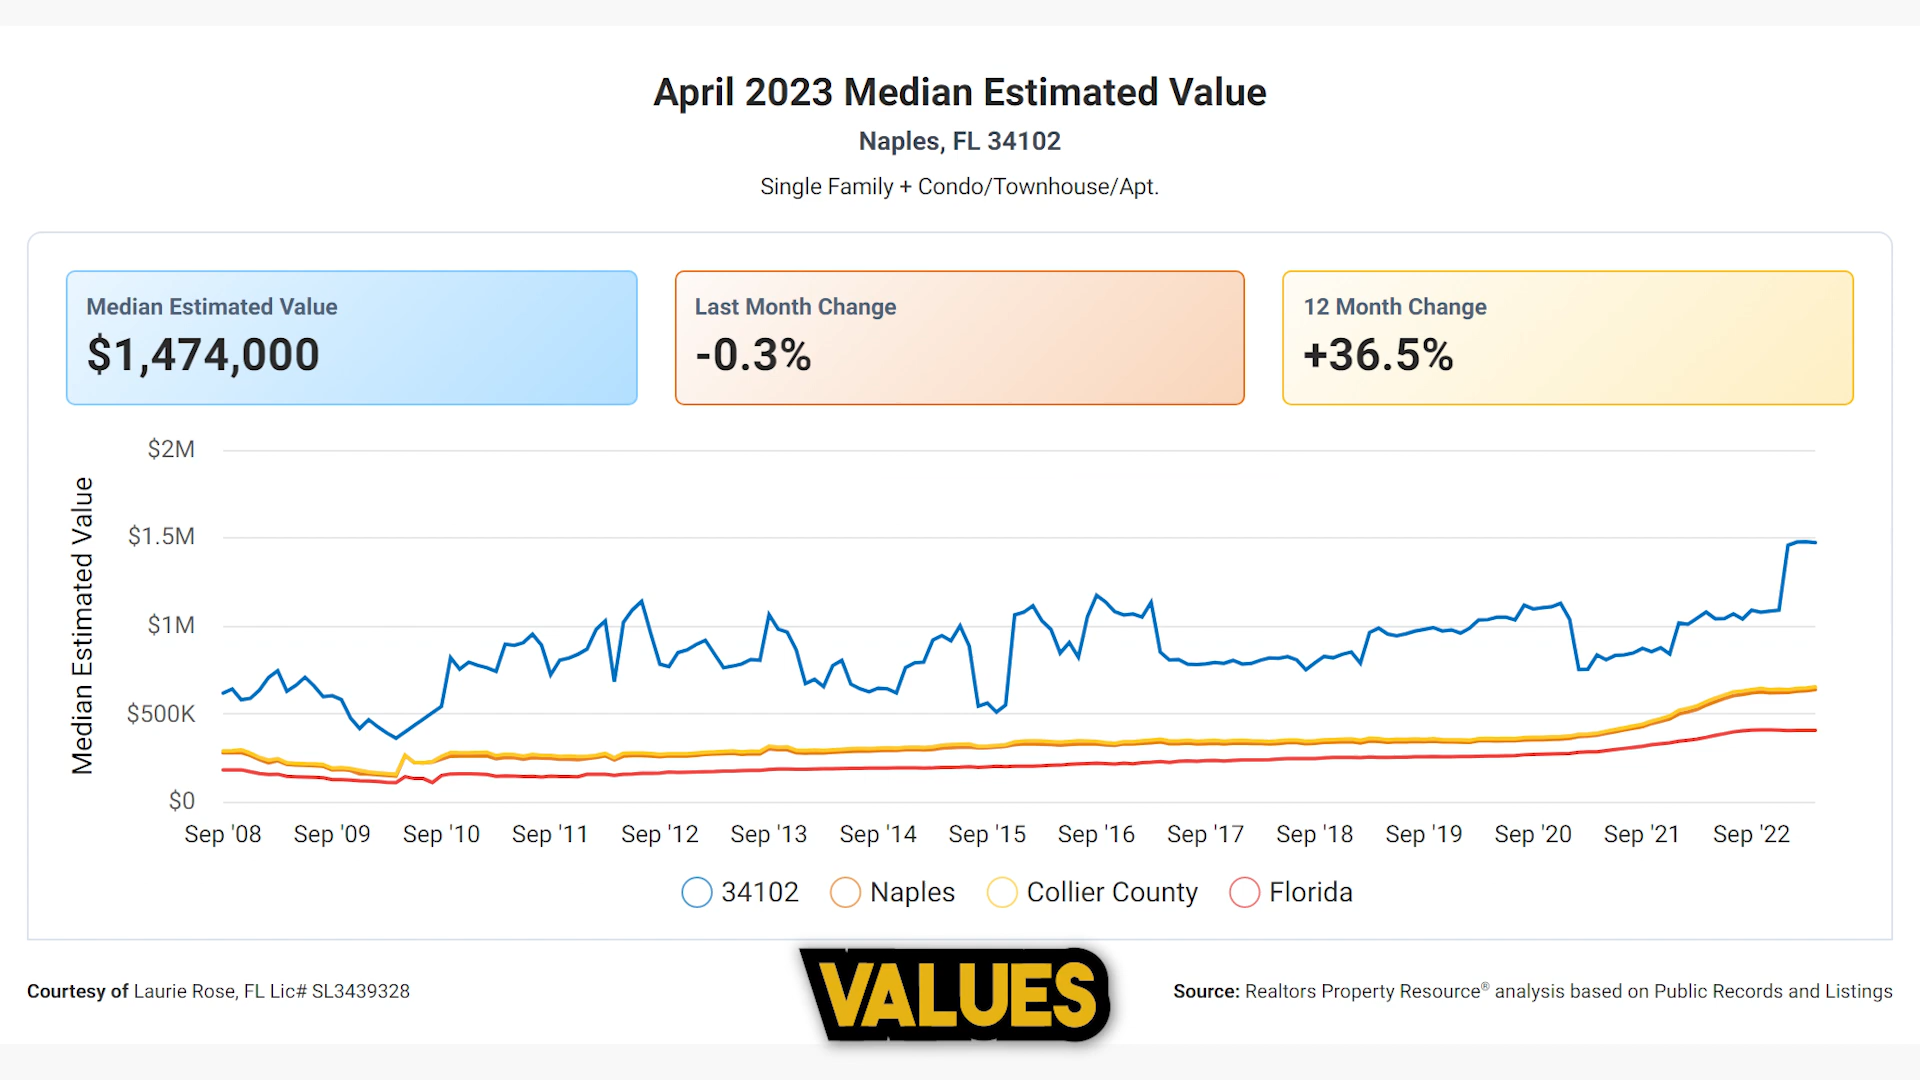 April 2023 Median Estimated Value
Naples, FL 34102
Single Family + Condo/Townhouse/Apt.
Median Estimated Value
$1,474,000
Last Month Change
-0.3%
12 Month Change
+36.5%
Median Estimated Value
$2M
$1.5M
$1M
$500K
$0
Sep '08 Sep '09 Sep '10 Sep '11 Sep '12 Sep '13 Sep '14 Sep '15 Sep '16 Sep '17 Sep '18 Sep '19 Sep '20 Sep '21 Sep '22
34102 Naples Collier County Florida
Courtesy of Laurie Rose, FL Lic# SL3439328
VALUES
Source: Realtors Property Resource® analysis based on Public Records and Listings